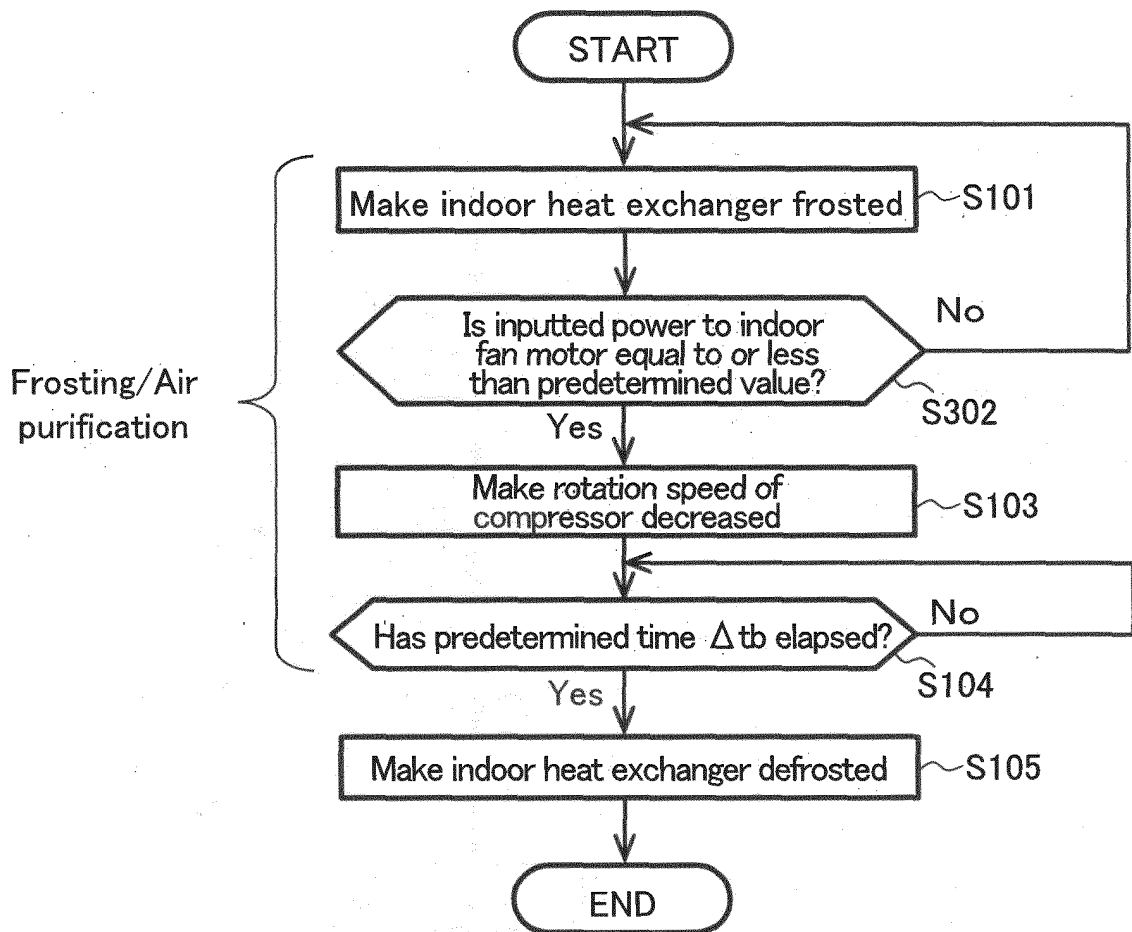 START
Make indoor heat exchanger frosted
S101
Is inputted power to indoor
fan motor equal to or less
than predetermined value?
No
S302
Frosting/Air
purification
Yes
Make rotation speed of
compressor decreased
S103
Has predetermined time Δtb elapsed?
No
S104
Yes
Make indoor heat exchanger defrosted
S105
END